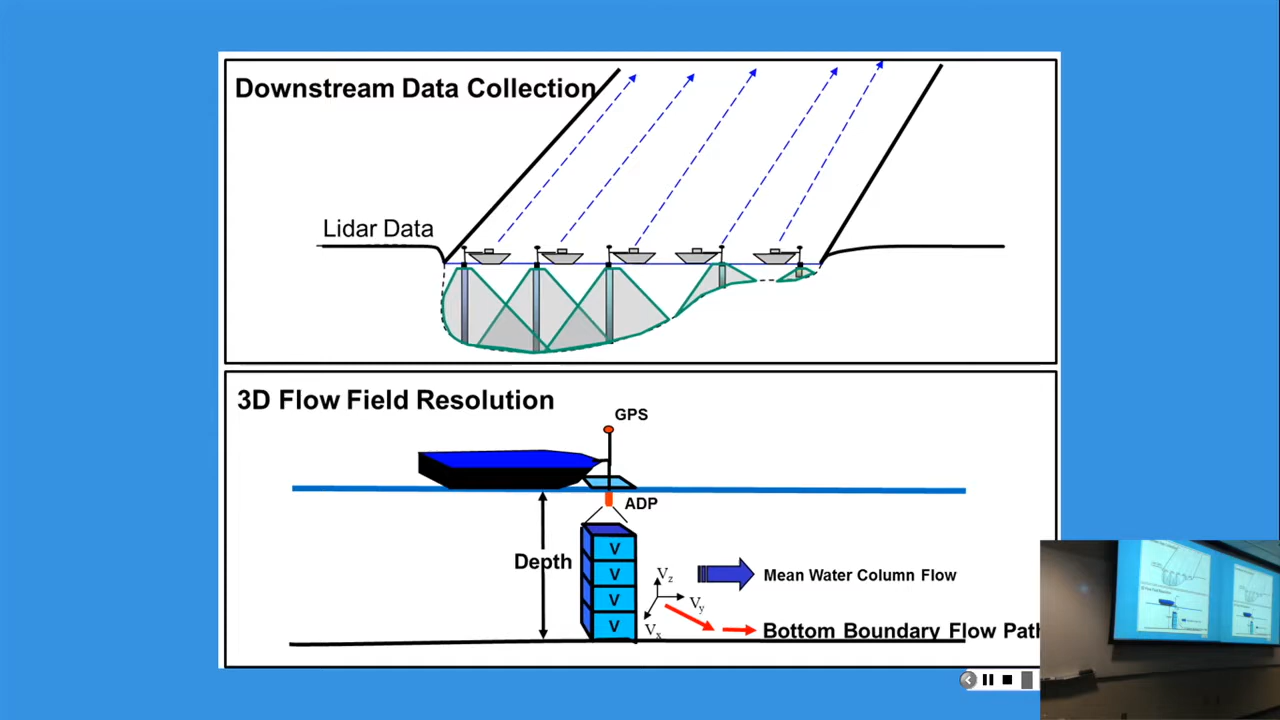 Downstream Data Collection
Lidar Data
3D Flow Field Resolution
GPS
ADP
Depth
V
V
V
V
Vz
Vy
Vx
Mean Water Column Flow
Bottom Boundary Flow Path